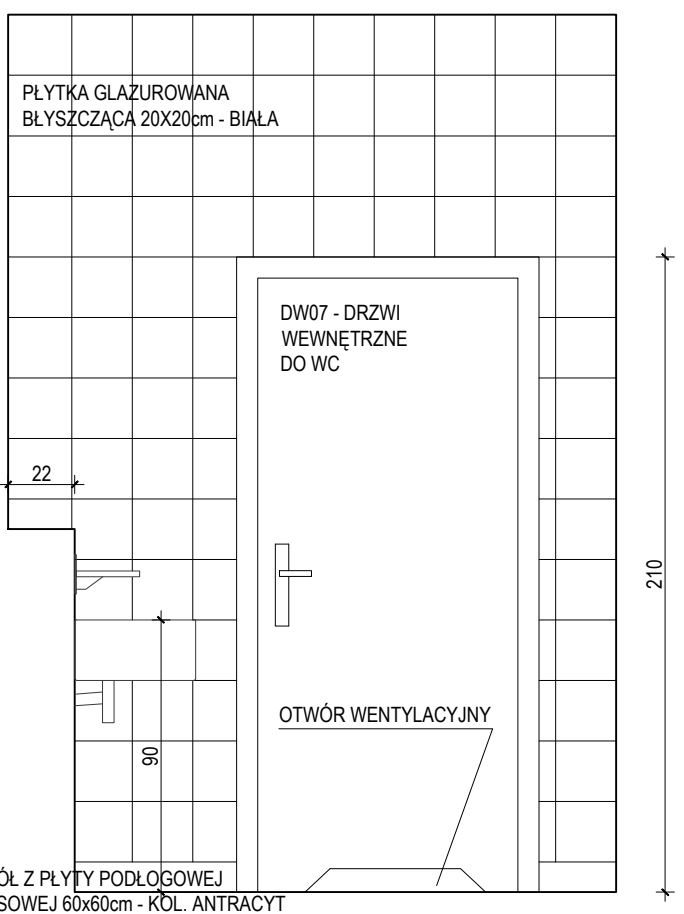 PŁYTKA GLAZUROWANA
BŁYSZCZĄCA 20X20cm - BIAŁA
DW07 - DRZWI
WEWNĘTRZNE
DO WC
22
210
OTWÓR WENTYLACYJNY
90
Z PŁYTY PODŁOGOWEJ
60x60cm - KOL. ANTRACYT